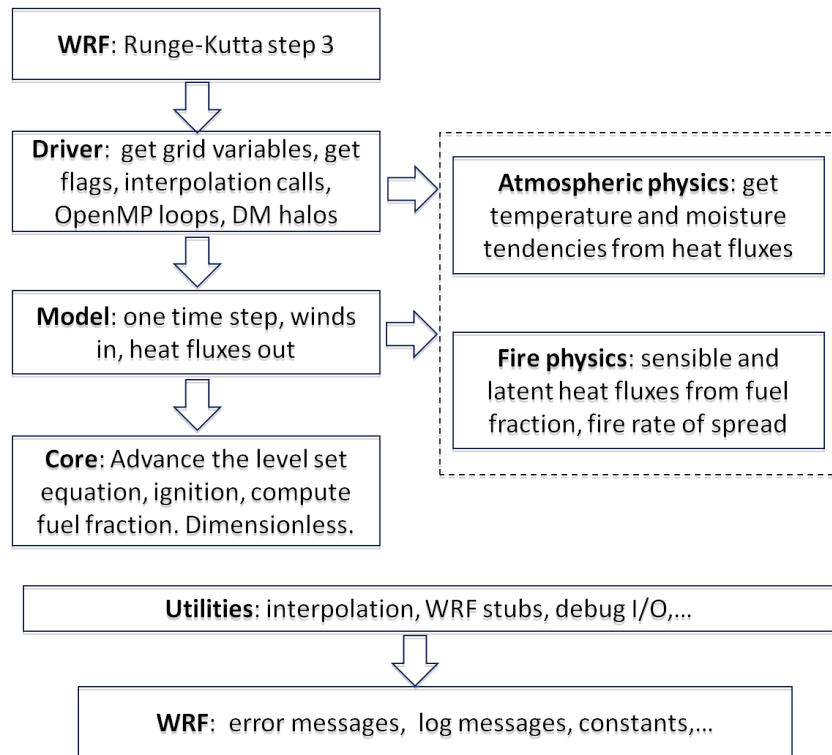 WRF: Runge-Kutta step 3
Driver: get grid variables, get
flags, interpolation calls,
OpenMP loops, DM halos
Atmospheric physics: get
temperature and moisture
tendencies from heat fluxes
Model: one time step, winds
in, heat fluxes out
Fire physics: sensible and
latent heat fluxes from fuel
fraction, fire rate of spread
Core: Advance the level set
equation, ignition, compute
fuel fraction. Dimensionless.
Utilities: interpolation, WRF stubs, debug I/O,...
WRF: error messages, log messages, constants,...